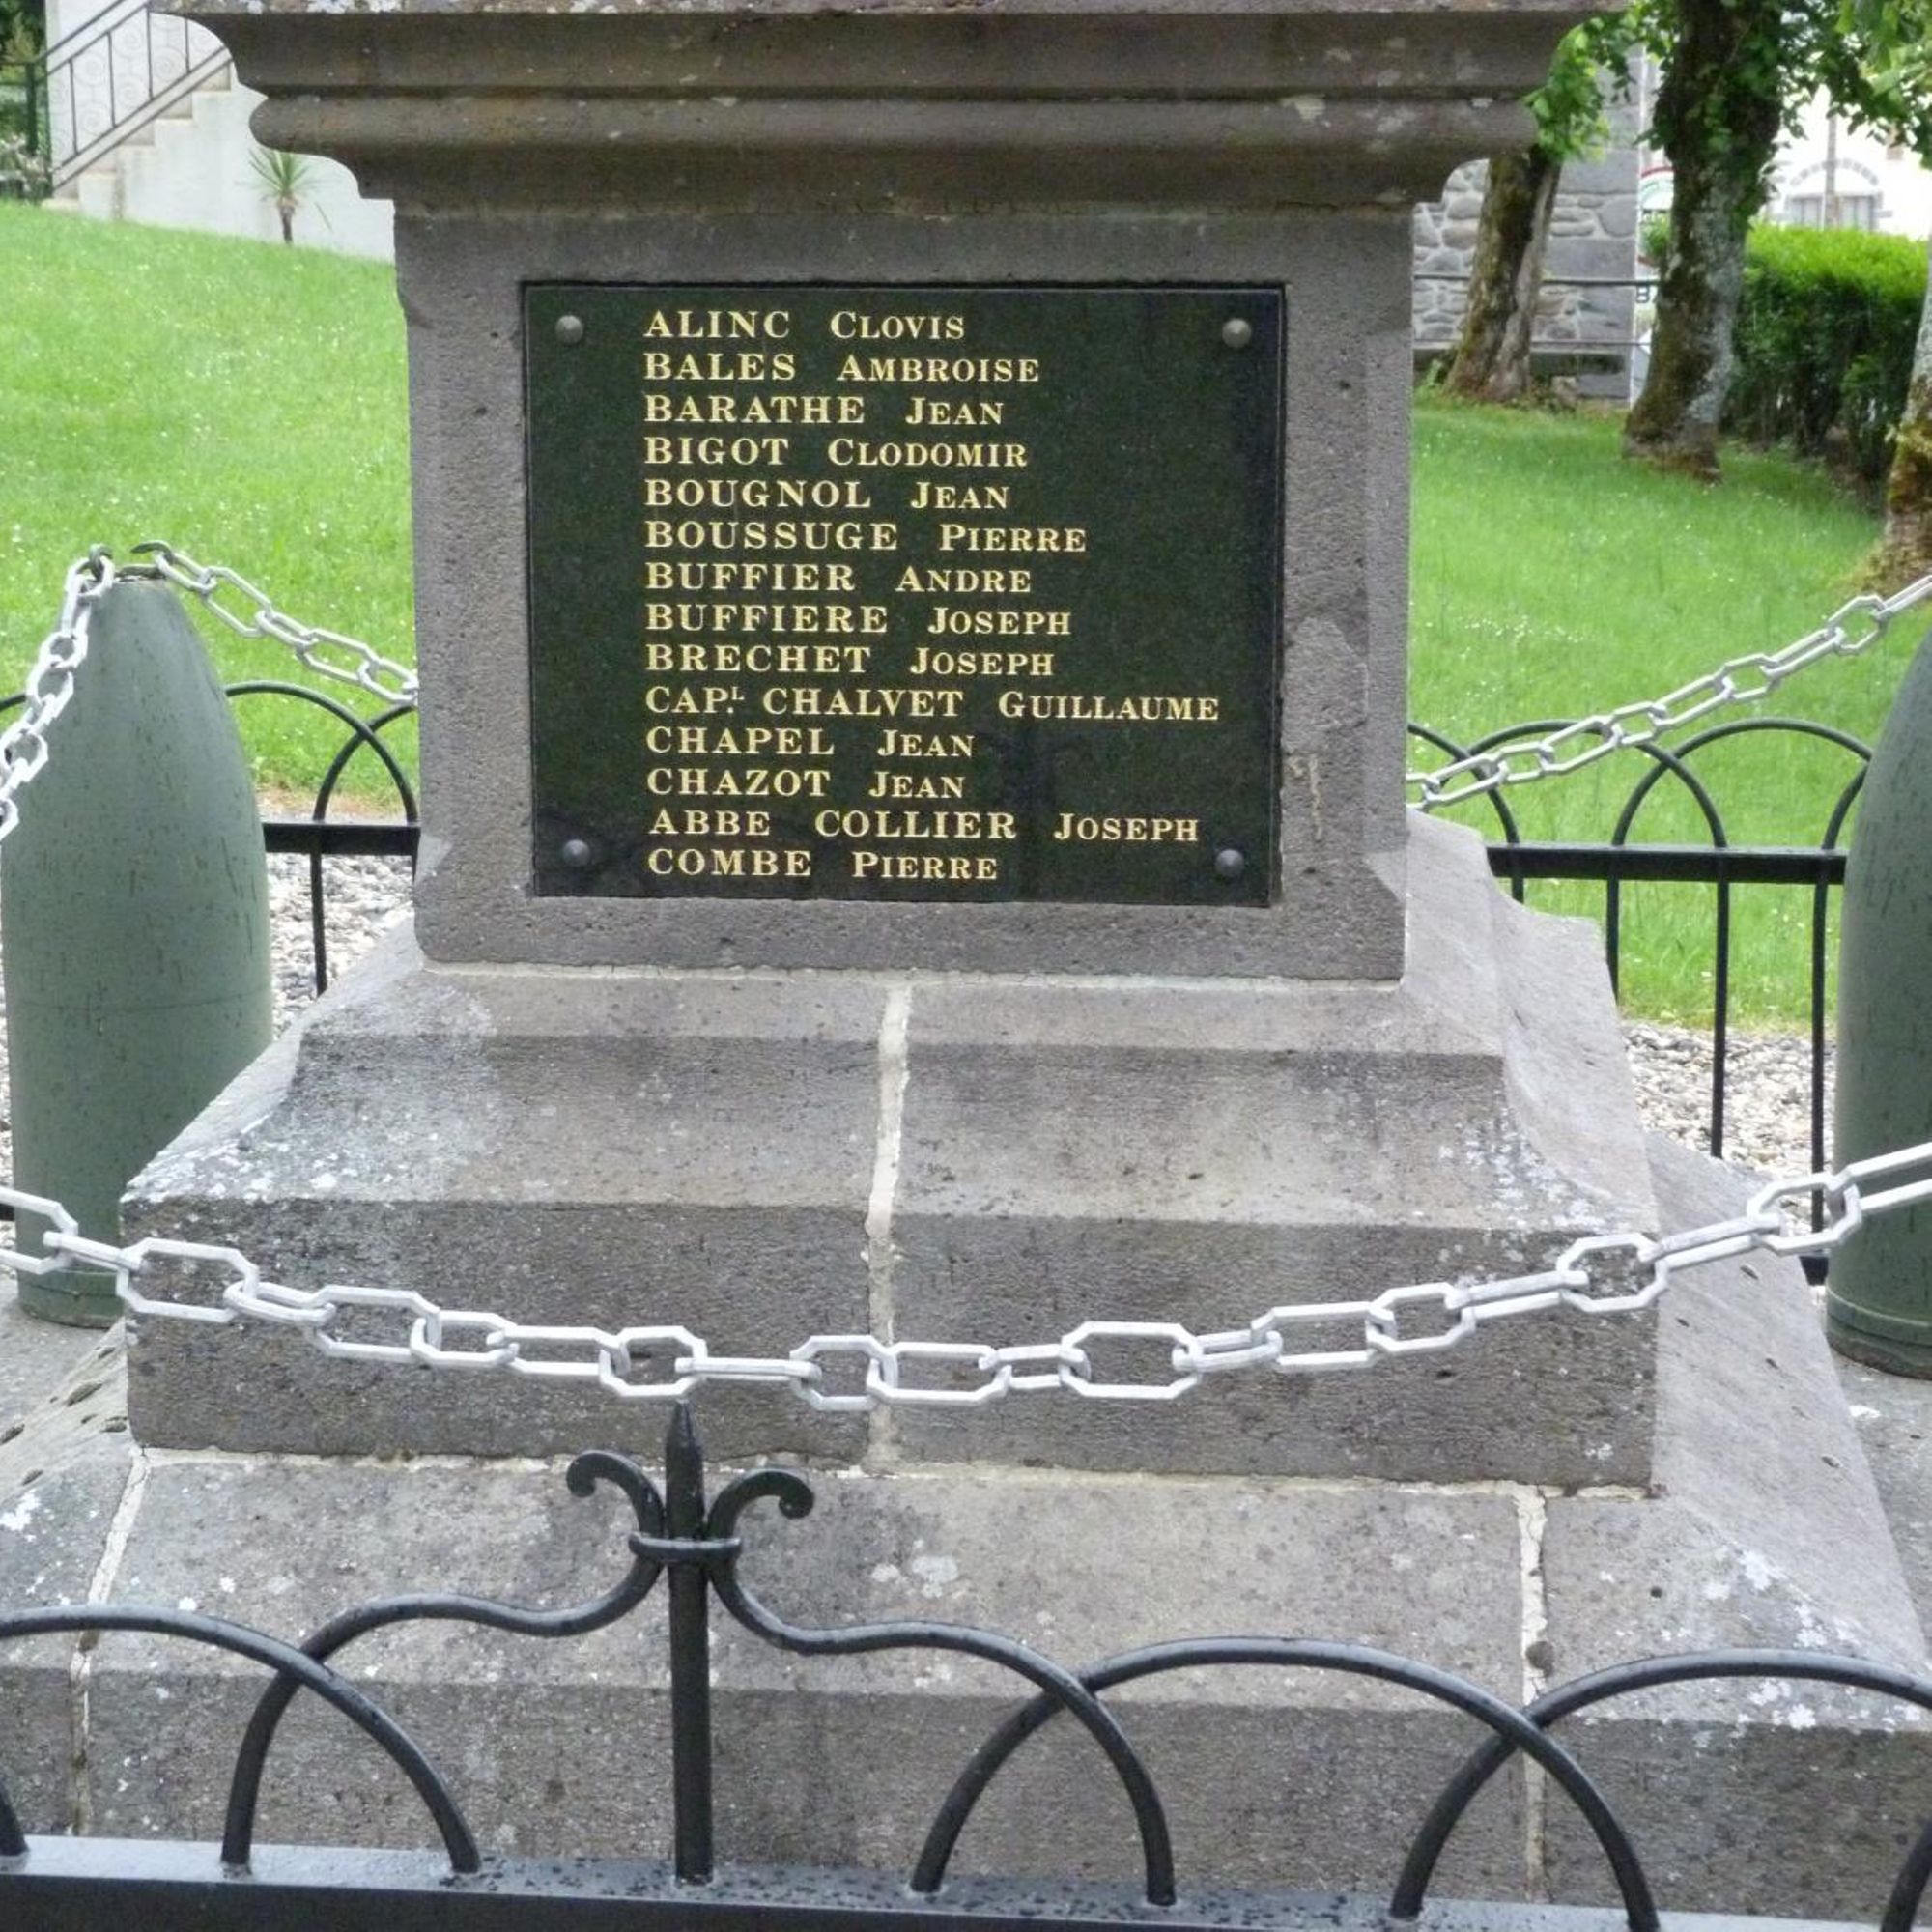 ALINC CLOVIS
BALES AMBROISE
BARATHE JEAN
BIGOT CLODOMIR
BOUGNOL JEAN
BOUSSUGE PIERRE
BUFFIER ANDRE
BUFFIERE JOSEPH
BRECHET JOSEPH
CAP.L CHALVET GUILLAUME
CHAPEL JEAN
CHAZOT JEAN
ABBE COLLIER JOSEPH
COMBE PIERRE